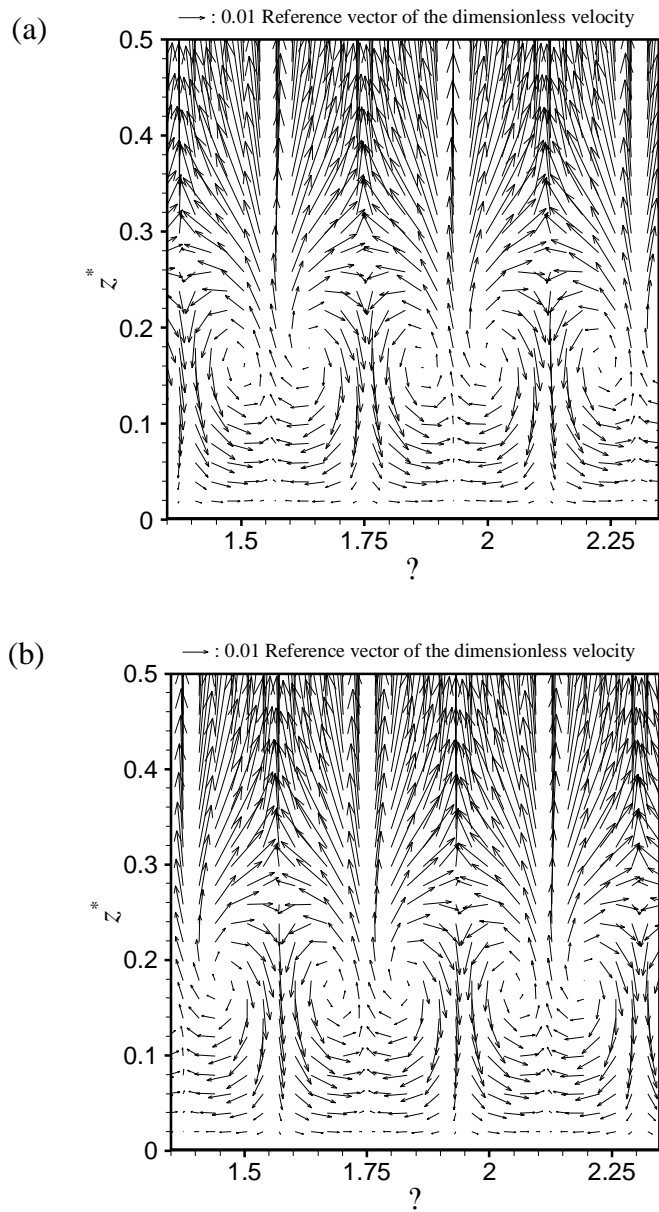 (a)
: 0.01 Reference vector of the dimensionless velocity
0.5
0.4
0.3
z*
0.2
0.1
0
1.5 1.75 2 2.25
?
(b)
: 0.01 Reference vector of the dimensionless velocity
0.5
0.4
0.3
z*
0.2
0.1
0
1.5 1.75 2 2.25
?